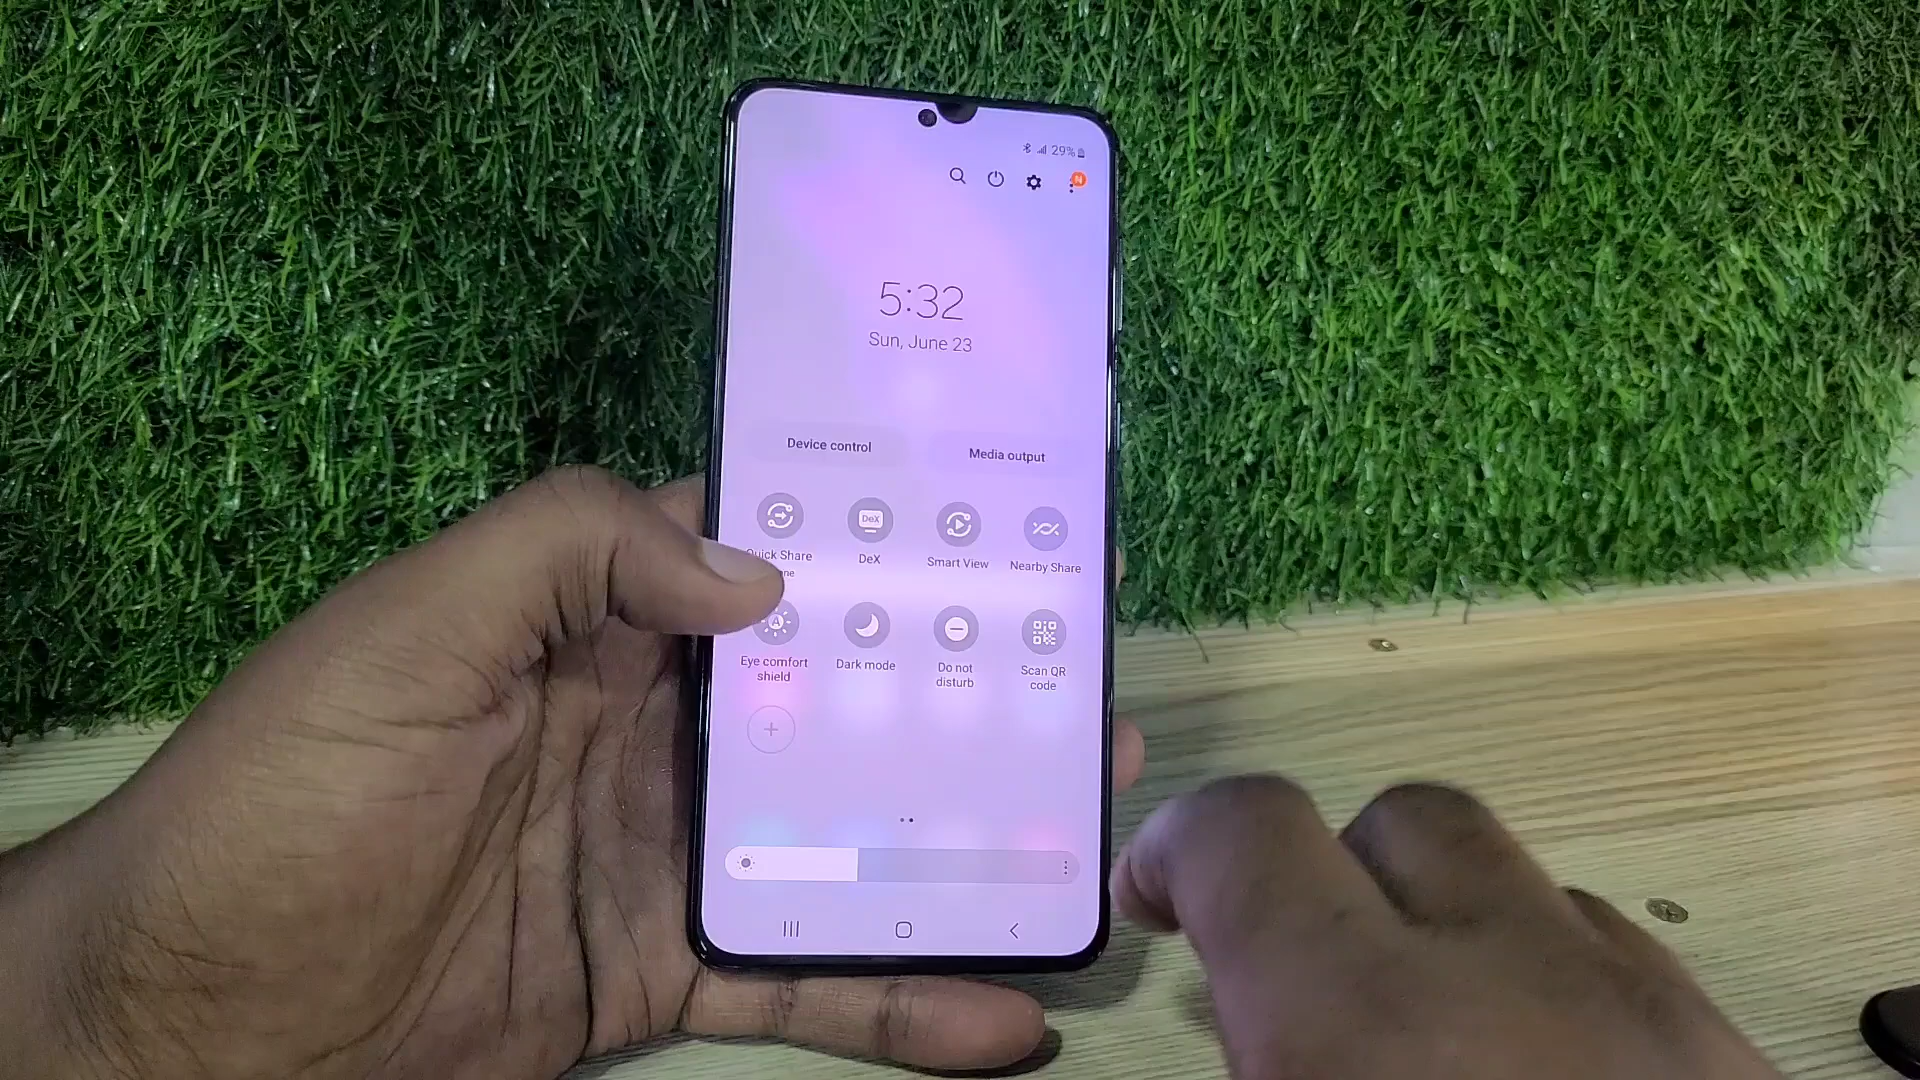 29%
N
5:32
Sun, June 23
Device control
Media output
Quick Share
DeX
DeX
Smart View
Nearby Share
A
Eye comfort
shield
Dark mode
Do not
disturb
Scan QR
code